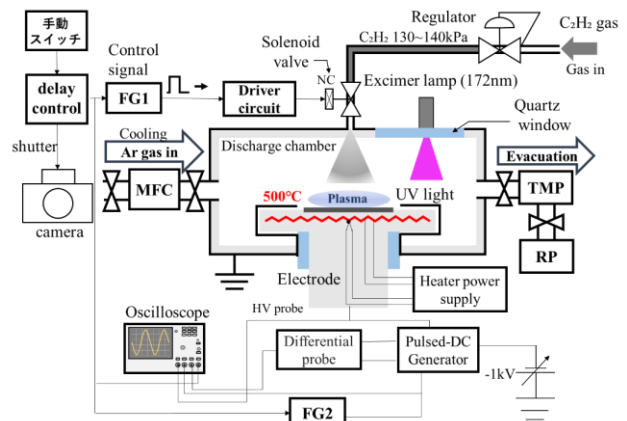 手動
スイッチ
delay
control
shutter
camera
Control
signal
FG1
Driver
circuit
Solenoid
valve
NC
C₂H₂ 130~140kPa
Regulator
C₂H₂ gas
Gas in
Excimer lamp (172nm)
Quartz
window
Cooling
Ar gas in
MFC
Discharge chamber
Plasma
500℃
UV light
Evacuation
TMP
RP
Electrode
Heater power
supply
HV probe
Oscilloscope
Differential
probe
Pulsed-DC
Generator
-1kV
FG2